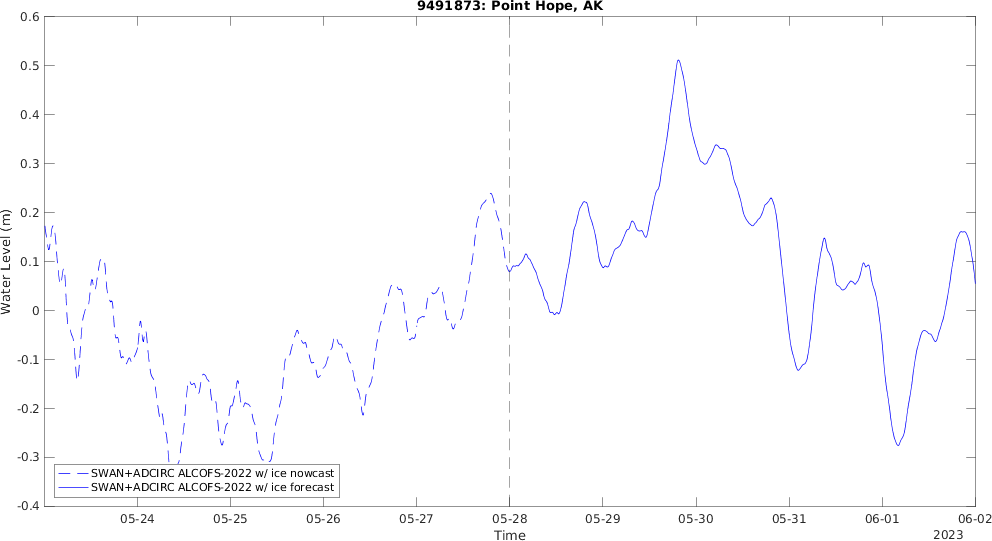 9491873: Point Hope, AK
Water Level (m)
0.6
0.5
0.4
0.3
0.2
0.1
0
-0.1
-0.2
-0.3
-0.4
SWAN+ADCIRC ALCOFS-2022 w/ ice nowcast
SWAN+ADCIRC ALCOFS-2022 w/ ice forecast
05-24 05-25 05-26 05-27 05-28 05-29 05-30 05-31 06-01 06-02
Time
2023